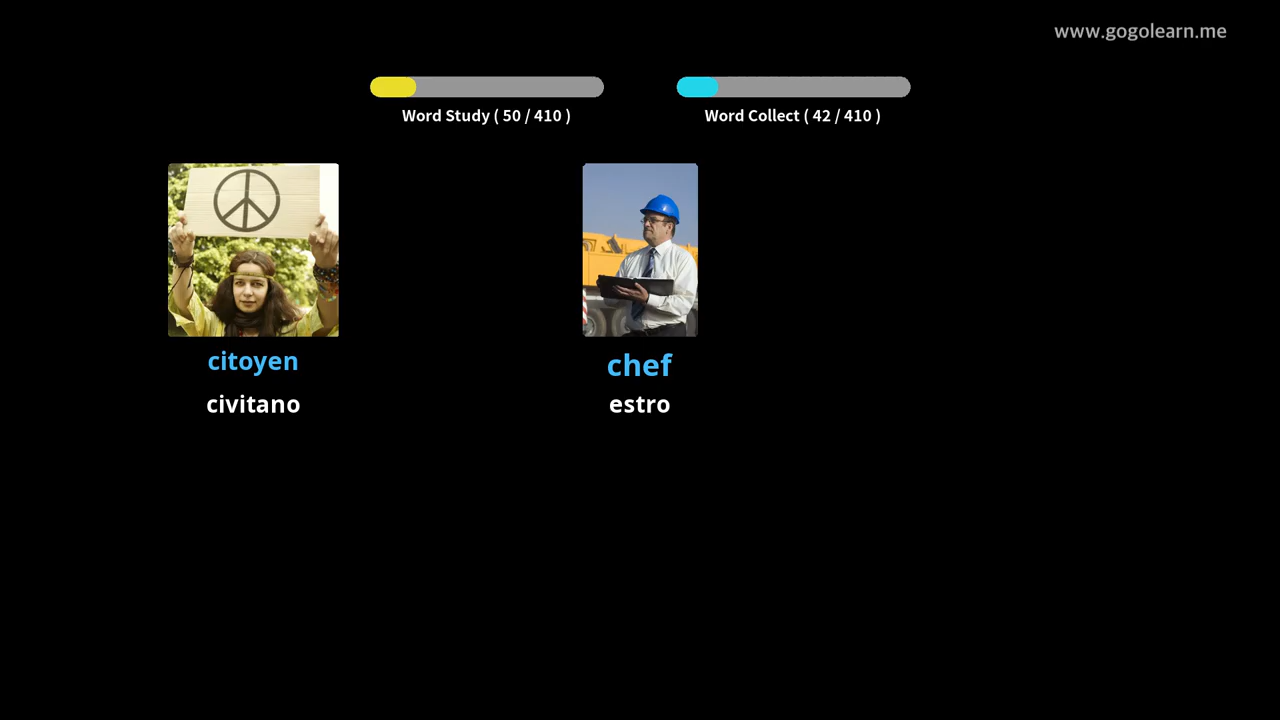 www.gogolearn.me
Word Study ( 50 / 410 )
Word Collect ( 42 / 410 )
citoyen
civitano
chef
estro